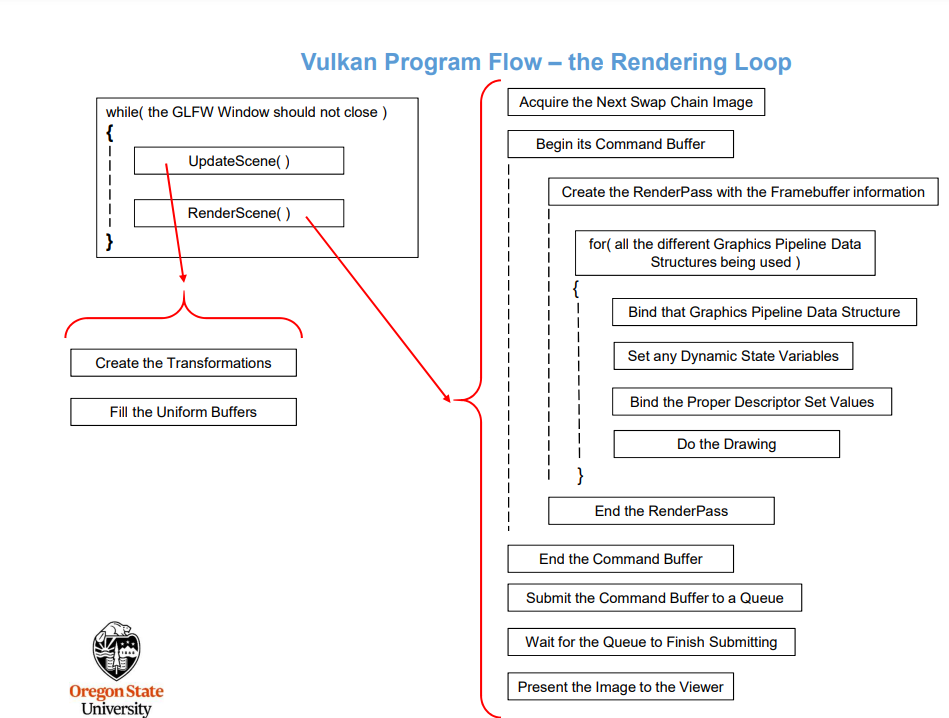 Vulkan Program Flow – the Rendering Loop
while( the GLFW Window should not close )
{
UpdateScene( )
RenderScene( )
}
Create the Transformations
Fill the Uniform Buffers
Acquire the Next Swap Chain Image
Begin its Command Buffer
Create the RenderPass with the Framebuffer information
for( all the different Graphics Pipeline Data
Structures being used )
{
Bind that Graphics Pipeline Data Structure
Set any Dynamic State Variables
Bind the Proper Descriptor Set Values
Do the Drawing
}
End the RenderPass
End the Command Buffer
Submit the Command Buffer to a Queue
Wait for the Queue to Finish Submitting
Present the Image to the Viewer
Oregon State
University